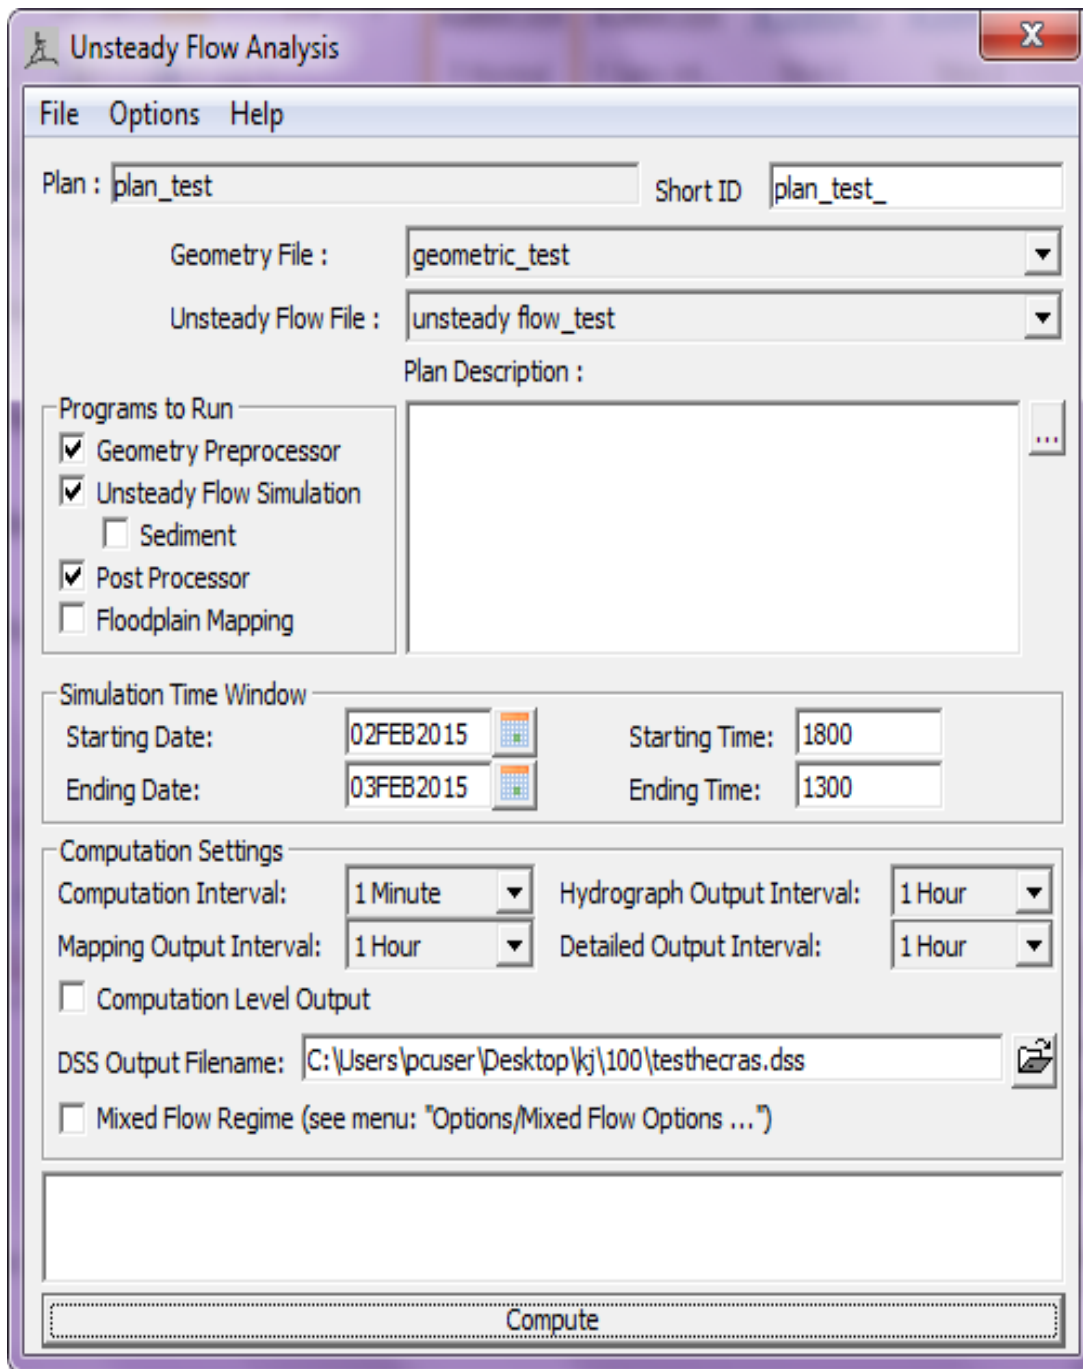 Unsteady Flow Analysis
X
File Options Help
Plan : plan_test Short ID plan_test_
Geometry File : geometric_test
Unsteady Flow File : unsteady flow_test
Plan Description :
Programs to Run
Geometry Preprocessor
Unsteady Flow Simulation
Sediment
Post Processor
Floodplain Mapping
...
Simulation Time Window
Starting Date: 02FEB2015 Starting Time: 1800
Ending Date: 03FEB2015 Ending Time: 1300
Computation Settings
Computation Interval: 1 Minute Hydrograph Output Interval: 1 Hour
Mapping Output Interval: 1 Hour Detailed Output Interval: 1 Hour
Computation Level Output
DSS Output Filename: C:\Users\pcuser\Desktop\kj\100\testhecras.dss
Mixed Flow Regime (see menu: "Options/Mixed Flow Options ...")
Compute